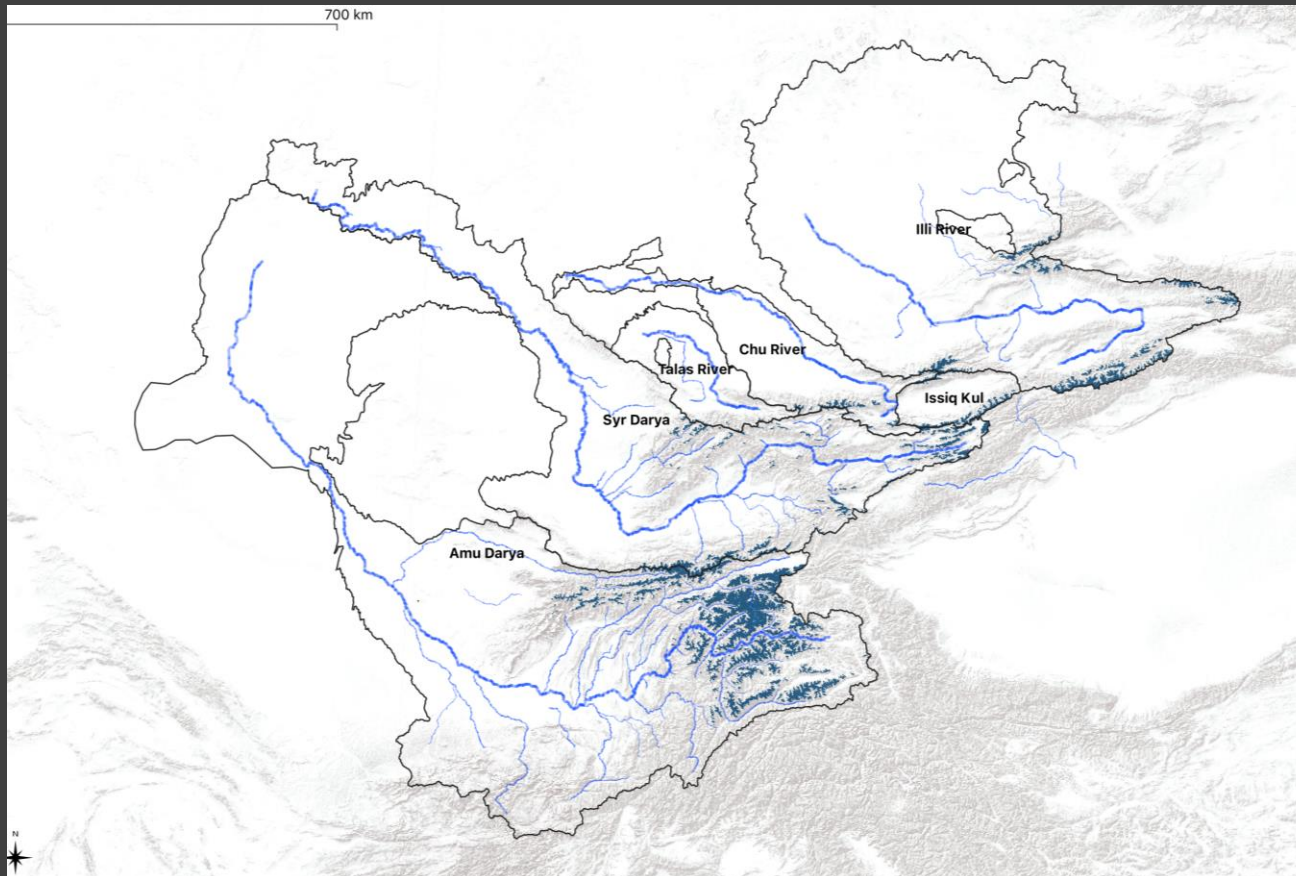 700 km
Illi River
Chu River
Talas River
Issiq Kul
Syr Darya
Amu Darya
N